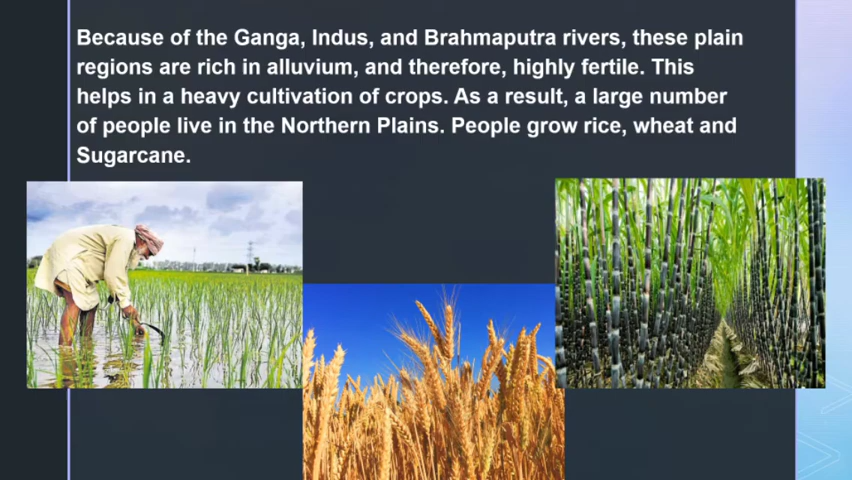 Because of the Ganga, Indus, and Brahmaputra rivers, these plain
regions are rich in alluvium, and therefore, highly fertile. This
helps in a heavy cultivation of crops. As a result, a large number
of people live in the Northern Plains. People grow rice, wheat and
Sugarcane.